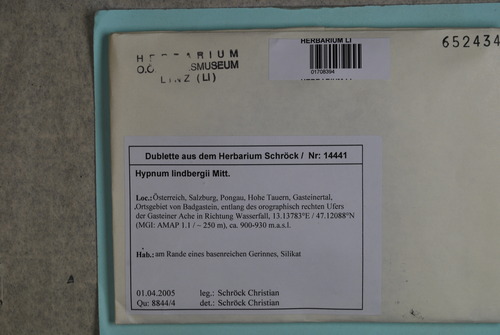 HERBARIUM
SMUSEUM
(LI)
HERBARIUM LI
01708394
HERBARIUM LI
652434
Dublette aus dem Herbarium Schröck / Nr: 14441
Hypnum lindbergii Mitt.
Loc.:Österreich, Salzburg, Pongau, Hohe Tauern, Gasteinertal,
Ortsgebiet von Badgastein, entlang des orographisch rechten Ufers
der Gasteiner Ache in Richtung Wasserfall, 13.13783°E / 47.12088°N
(MGI: AMAP 1.1 / ~ 250 m), ca. 900-930 m.a.s.l.
Hab.: am Rande eines basenreichen Gerinnes, Silikat
01.04.2005 leg.: Schröck Christian
Qu: 8844/4 det.: Schröck Christian